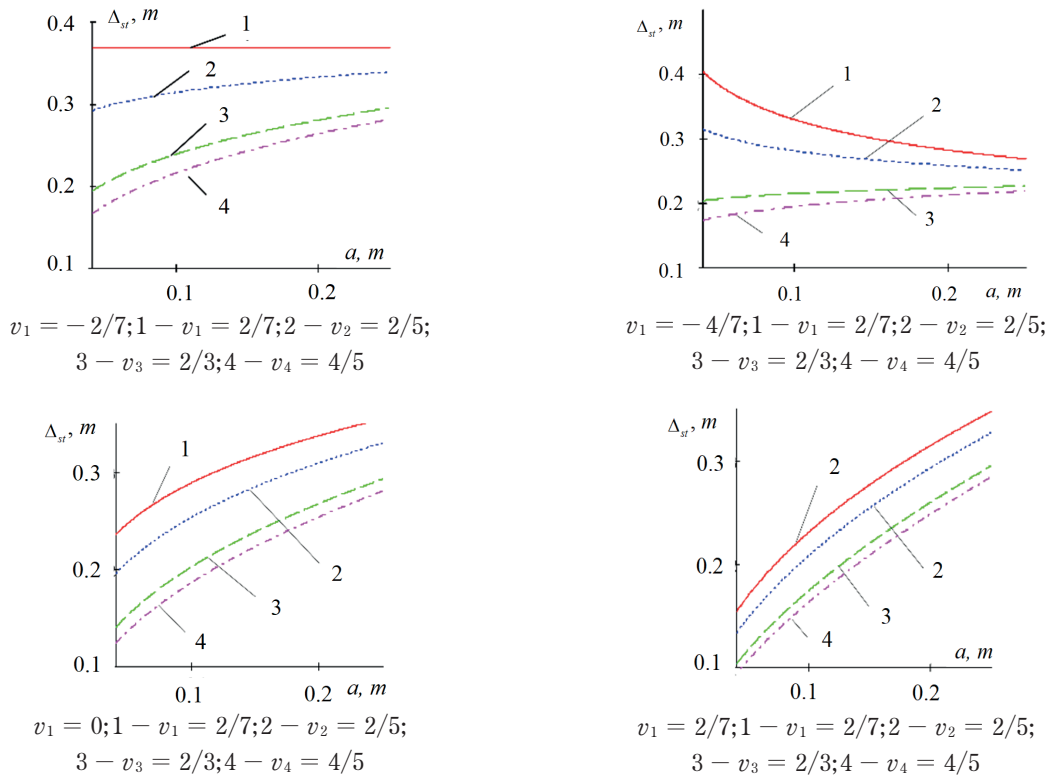 Δst, m
0.4
0.3
0.2
0.1
1
2
3
4
a, m
0.1
0.2
v1 = −2/7;1 − v1 = 2/7;2 − v2 = 2/5;
3 − v3 = 2/3;4 − v4 = 4/5
Δst, m
0.4
0.3
0.2
0.1
1
2
3
4
0.1
0.2
a, m
v1 = −4/7;1 − v1 = 2/7;2 − v2 = 2/5;
3 − v3 = 2/3;4 − v4 = 4/5
Δst, m
0.3
0.2
0.1
1
2
3
4
0.1
0.2
a, m
v1 = 0;1 − v1 = 2/7;2 − v2 = 2/5;
3 − v3 = 2/3;4 − v4 = 4/5
Δst, m
0.3
0.2
0.1
2
2
3
4
a, m
0.1
0.2
v1 = 2/7;1 − v1 = 2/7;2 − v2 = 2/5;
3 − v3 = 2/3;4 − v4 = 4/5